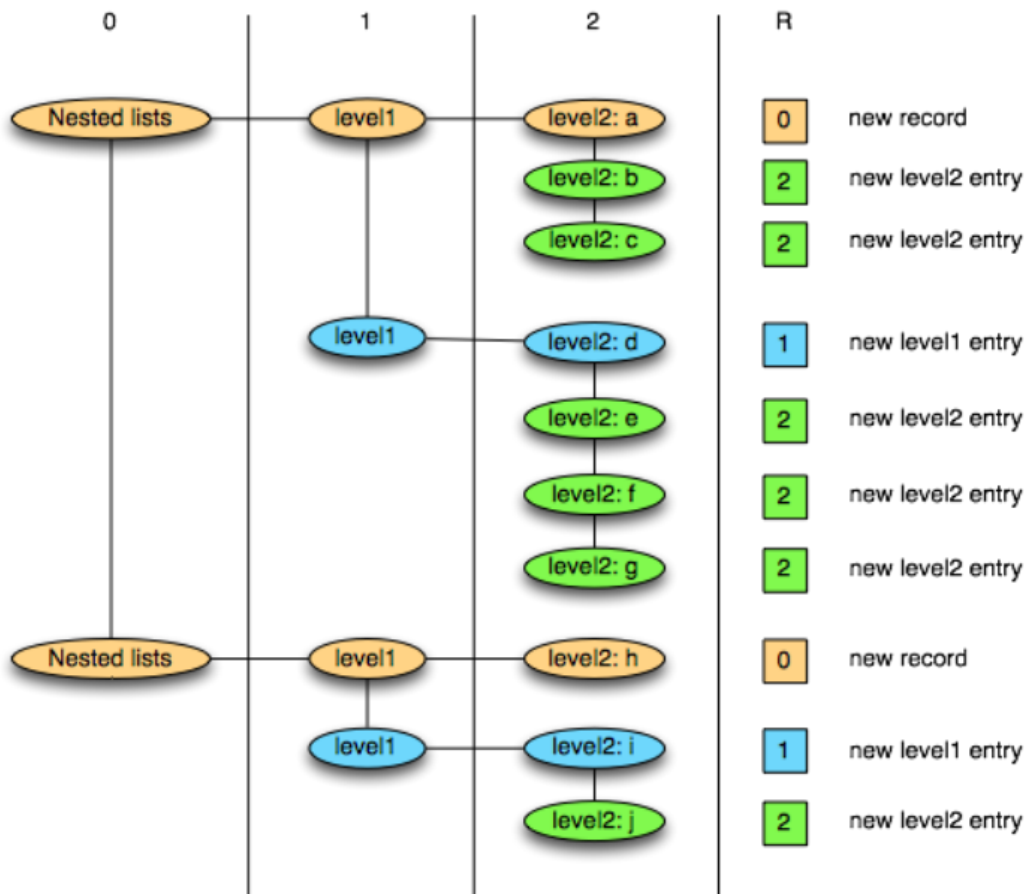 0 1 2 R
Nested lists level1 level2: a 0 new record
level2: b 2 new level2 entry
level2: c 2 new level2 entry
level1 level2: d 1 new level1 entry
level2: e 2 new level2 entry
level2: f 2 new level2 entry
level2: g 2 new level2 entry
Nested lists level1 level2: h 0 new record
level1 level2: i 1 new level1 entry
level2: j 2 new level2 entry